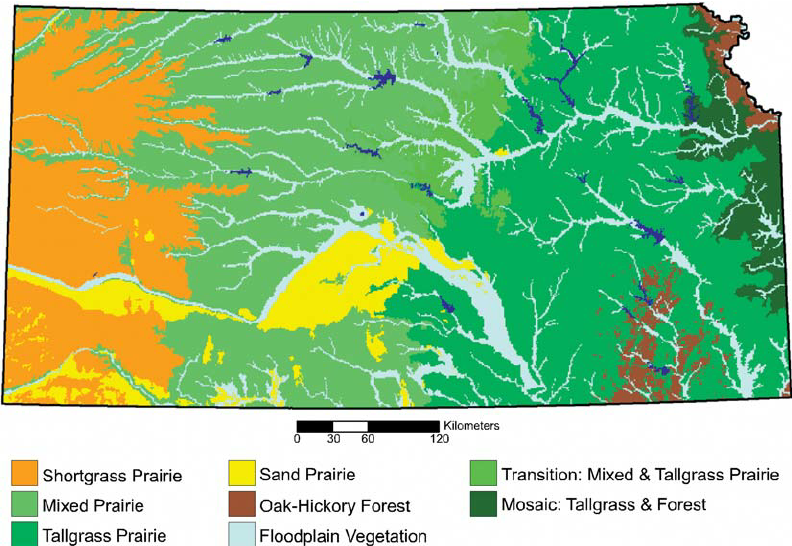 Kilometers
0 30 60 120
Shortgrass Prairie
Sand Prairie
Transition: Mixed & Tallgrass Prairie
Mixed Prairie
Oak-Hickory Forest
Mosaic: Tallgrass & Forest
Tallgrass Prairie
Floodplain Vegetation